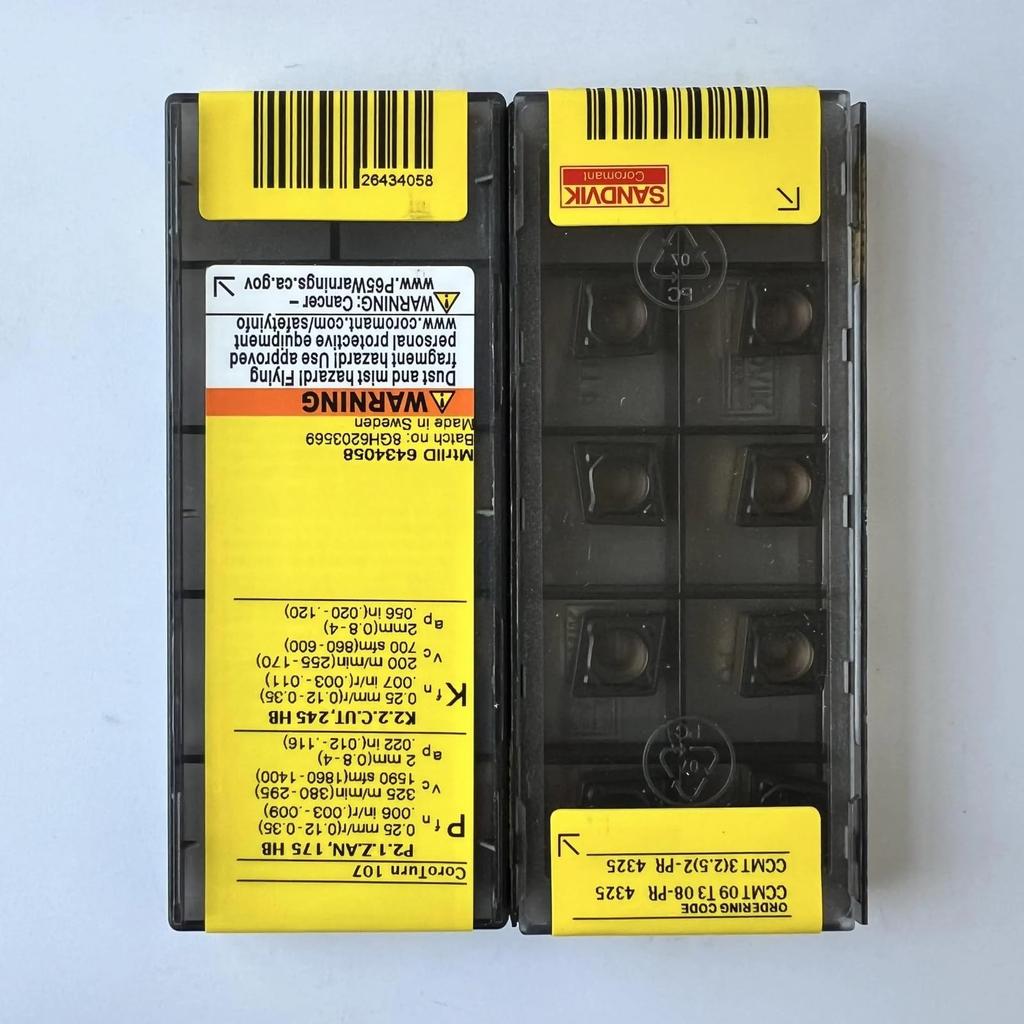 ORDERING CODE
CCMT 09 T3 08-PR 4325
CCMT 3(2.5)2-PR 4325
07
PC
07
PC
SANDVIK
Coromant
CoroTurn 107
P2.1.Z.AN, 175 HB
P fn 0.25 mm/r(0.12-0.35)
.006 in/r(.003-.009)
vc 325 m/min(380-295)
1590 sfm(1860-1400)
ap 2 mm(0.8-4)
.022 in(.012-.116)
K2.2.C.UT,245 HB
K fn 0.25 mm/r(0.12-0.35)
.007 in/r(.003-.011)
vc 200 m/min(255-170)
700 sfm(860-600)
ap 2mm(0.8-4)
.056 in(.020-.120)
MtrlID 6434058
Batch no: 8GH6203569
Made in Sweden
⚠WARNING
Dust and mist hazard! Flying
fragment hazard! Use approved
personal protective equipment
www.coromant.com/safetyinfo
⚠WARNING: Cancer –
www.P65Warnings.ca.gov
26434058